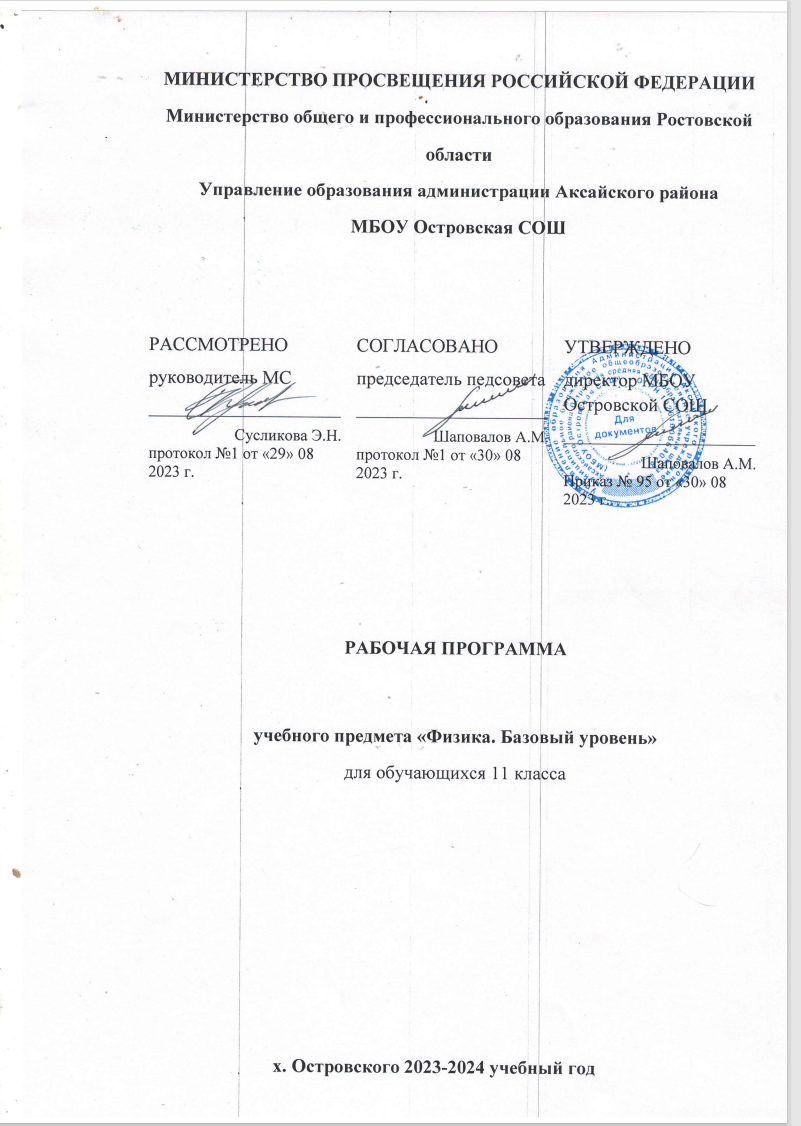 МИНИСТЕРСТВО ПРОСВЕЩЕНИЯ РОССИЙСКОЙ ФЕДЕРАЦИИ
Министерство общего и профессионального образования Ростовской
области
Управление образования администрации Аксайского района
МБОУ Островская СОШ
РАССМОТРЕНО
руководитель МС
Сусликова Э.Н.
протокол №1 от «29» 08
2023 г.
СОГЛАСОВАНО
председатель педсовета
Шаповалов А.М.
протокол №1 от «30» 08
2023 г.
УТВЕРЖДЕНО
директор МБОУ
Островской СОШ
Шаповалов А.М.
Приказ № 95 от «30» 08
2023 г.
Для
документов
РАБОЧАЯ ПРОГРАММА
учебного предмета «Физика. Базовый уровень»
для обучающихся 11 класса
х. Островского 2023-2024 учебный год